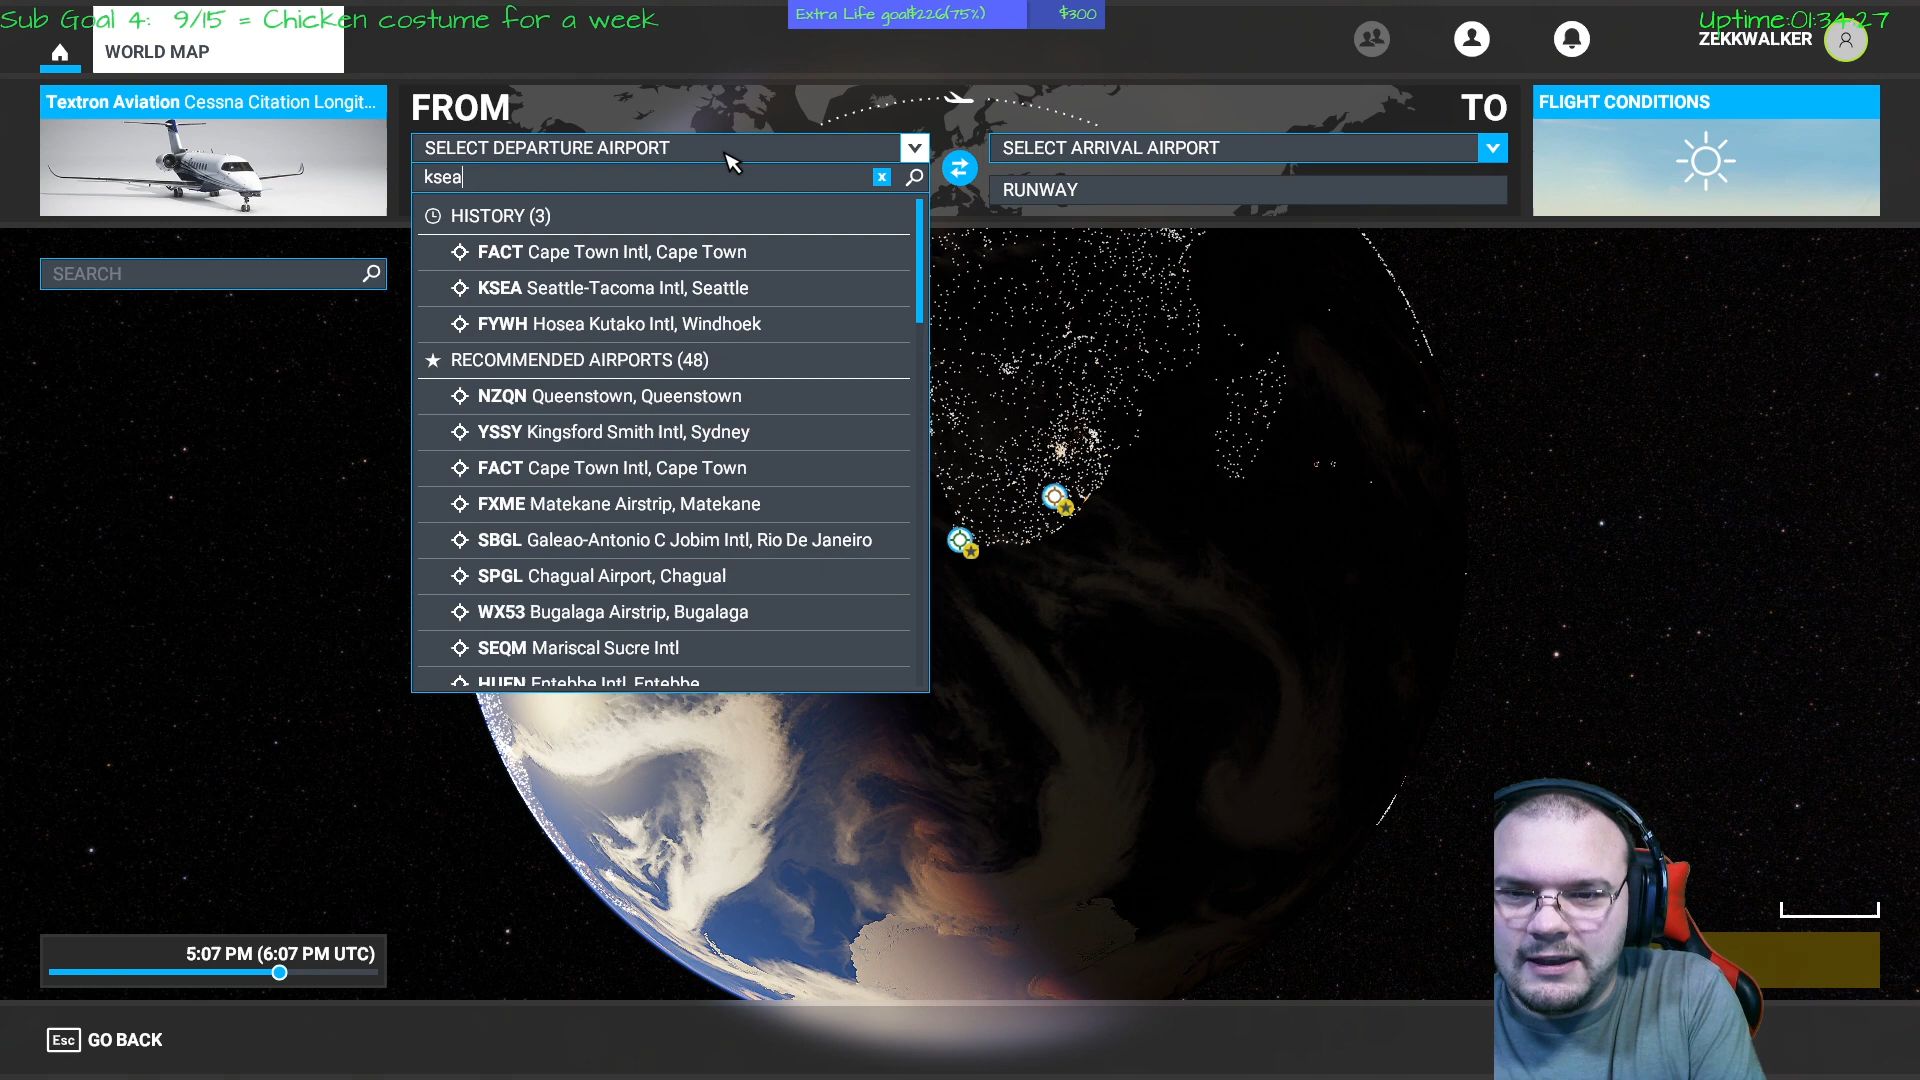 Sub Goal 4: 9/15 = Chicken costume for a week
Extra Life goal$226(75%) $300
Uptime:01:34:27
WORLD MAP
ZEKKWALKER
Textron Aviation Cessna Citation Longit...
FROM
TO
FLIGHT CONDITIONS
SELECT DEPARTURE AIRPORT
SELECT ARRIVAL AIRPORT
ksea
x
RUNWAY
HISTORY (3)
FACT Cape Town Intl, Cape Town
KSEA Seattle-Tacoma Intl, Seattle
FYWH Hosea Kutako Intl, Windhoek
RECOMMENDED AIRPORTS (48)
NZQN Queenstown, Queenstown
YSSY Kingsford Smith Intl, Sydney
FACT Cape Town Intl, Cape Town
FXME Matekane Airstrip, Matekane
SBGL Galeao-Antonio C Jobim Intl, Rio De Janeiro
SPGL Chagual Airport, Chagual
WX53 Bugalaga Airstrip, Bugalaga
SEQM Mariscal Sucre Intl
HUEN Entebbe Intl, Entebbe
SEARCH
5:07 PM (6:07 PM UTC)
Esc GO BACK